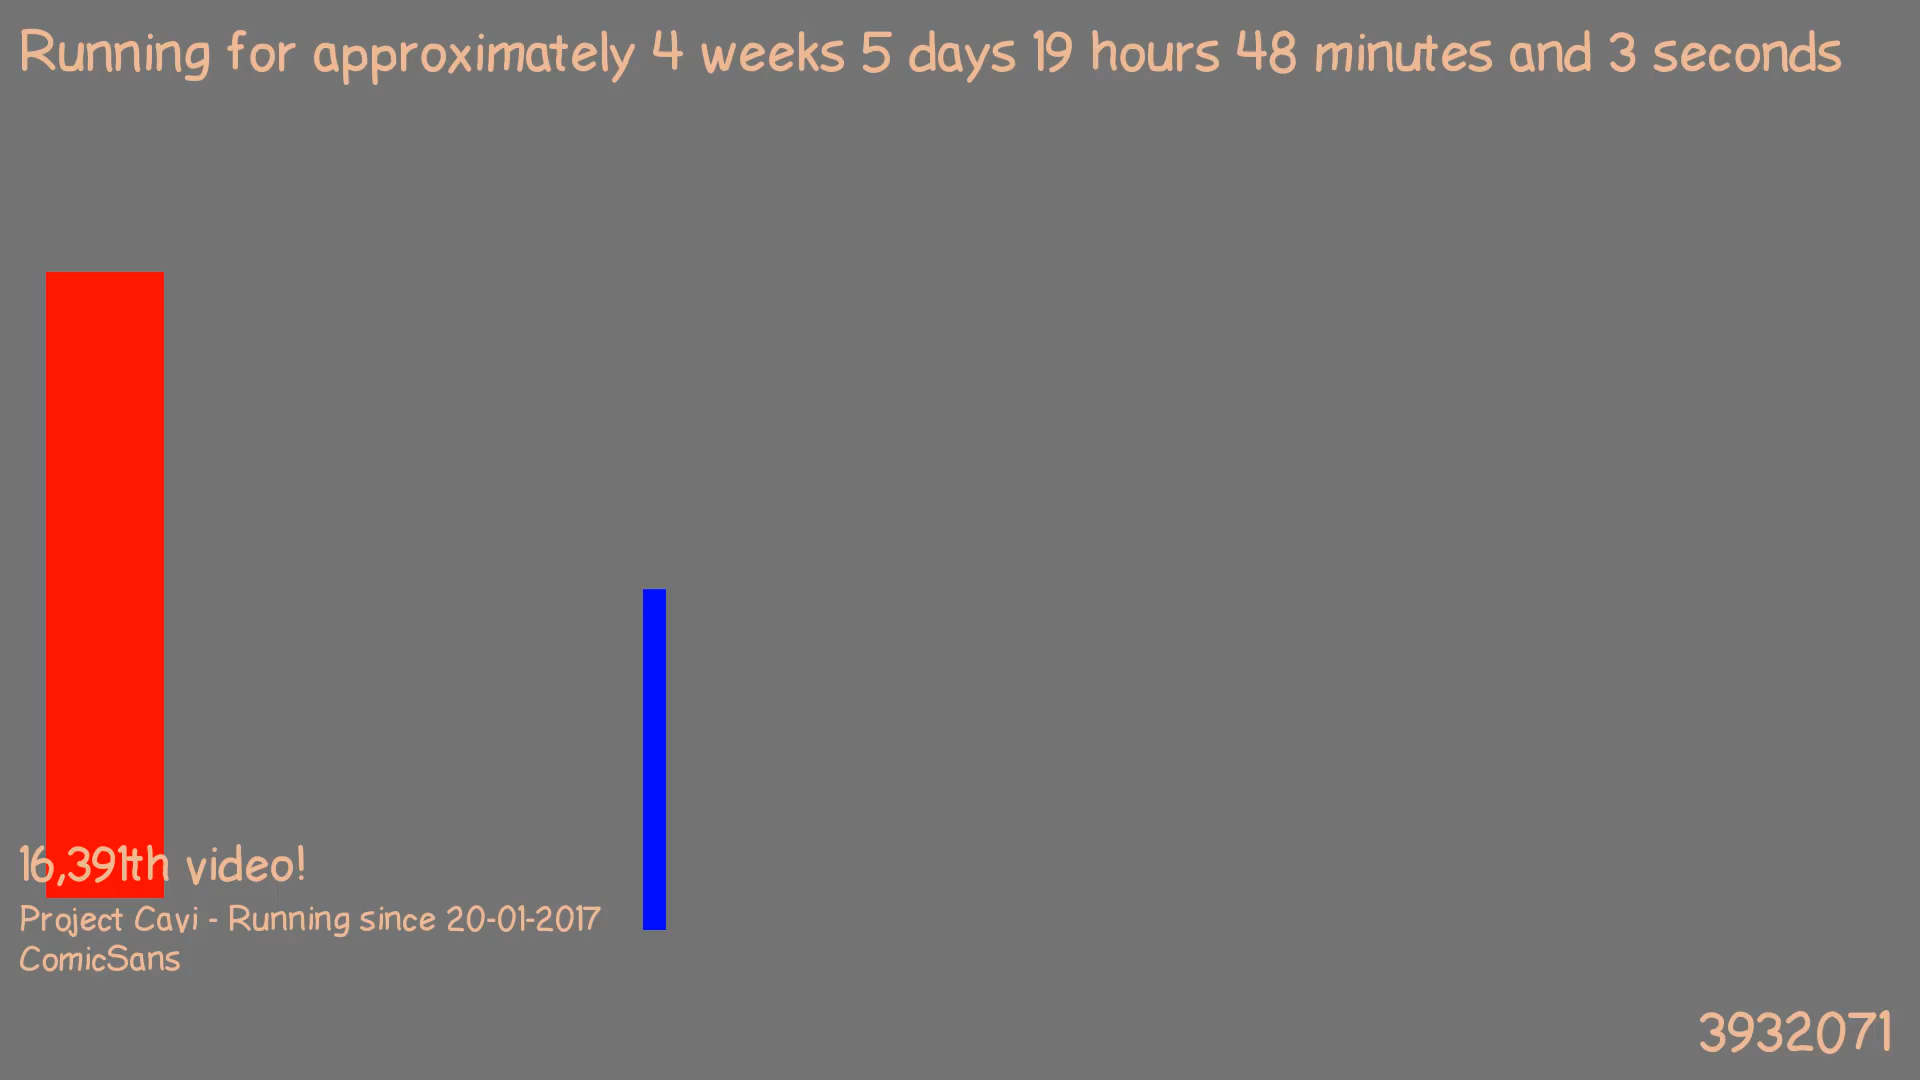 Running for approximately 4 weeks 5 days 19 hours 48 minutes and 3 seconds
16,391th video!
Project Cavi - Running since 20-01-2017
ComicSans
3932071